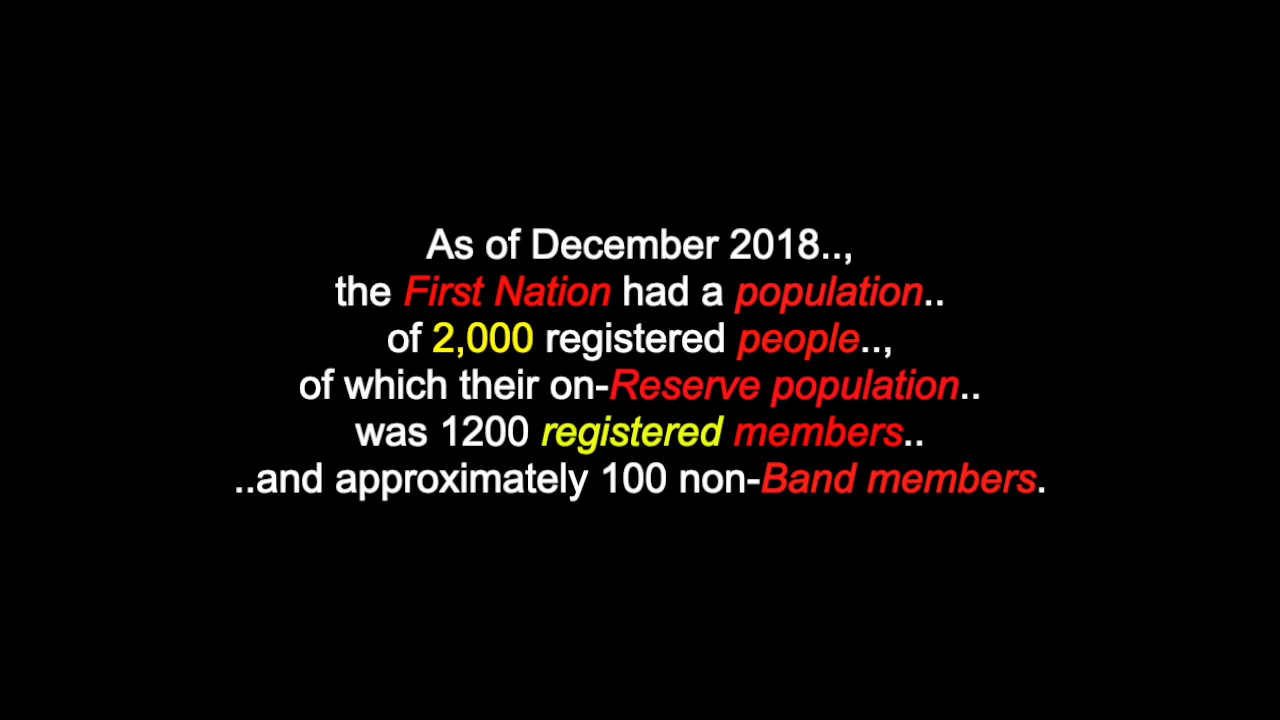 As of December 2018..,
the First Nation had a population..
of 2,000 registered people..,
of which their on-Reserve population..
was 1200 registered members..
..and approximately 100 non-Band members.